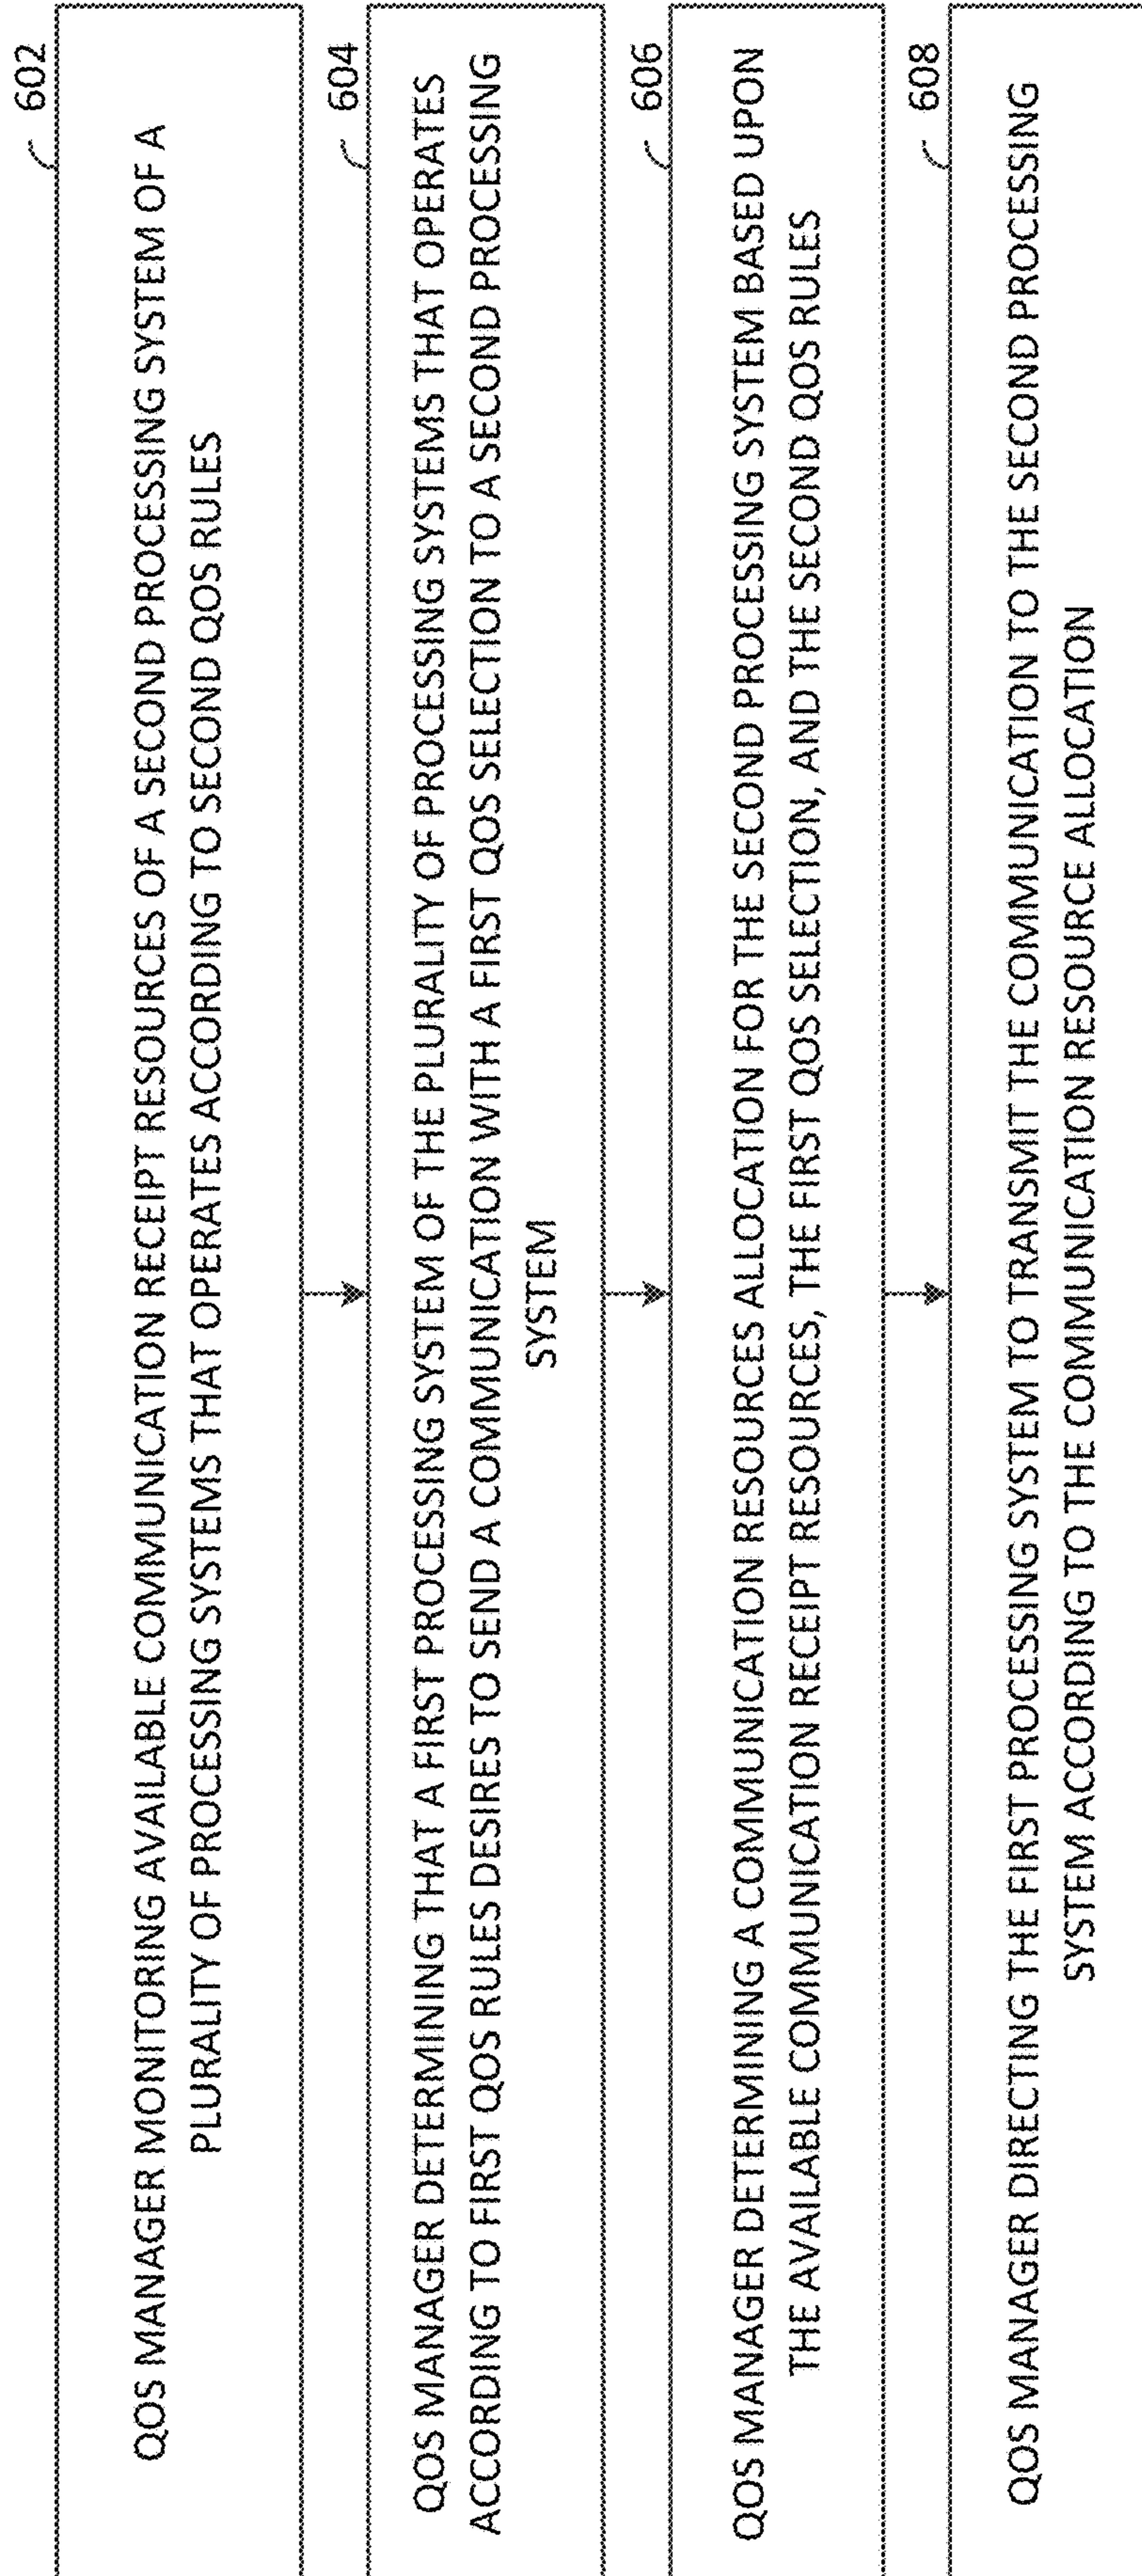 602
QOS MANAGER MONITORING AVAILABLE COMMUNICATION RECEIPT RESOURCES OF A SECOND PROCESSING SYSTEM OF A
PLURALITY OF PROCESSING SYSTEMS THAT OPERATES ACCORDING TO SECOND QOS RULES
604
QOS MANAGER DETERMINING THAT A FIRST PROCESSING SYSTEM OF THE PLURALITY OF PROCESSING SYSTEMS THAT OPERATES
ACCORDING TO FIRST QOS RULES DESIRES TO SEND A COMMUNICATION WITH A FIRST QOS SELECTION TO A SECOND PROCESSING
SYSTEM
606
QOS MANAGER DETERMINING A COMMUNICATION RESOURCES ALLOCATION FOR THE SECOND PROCESSING SYSTEM BASED UPON
THE AVAILABLE COMMUNICATION RECEIPT RESOURCES, THE FIRST QOS SELECTION, AND THE SECOND QOS RULES
608
QOS MANAGER DIRECTING THE FIRST PROCESSING SYSTEM TO TRANSMIT THE COMMUNICATION TO THE SECOND PROCESSING
SYSTEM ACCORDING TO THE COMMUNICATION RESOURCE ALLOCATION